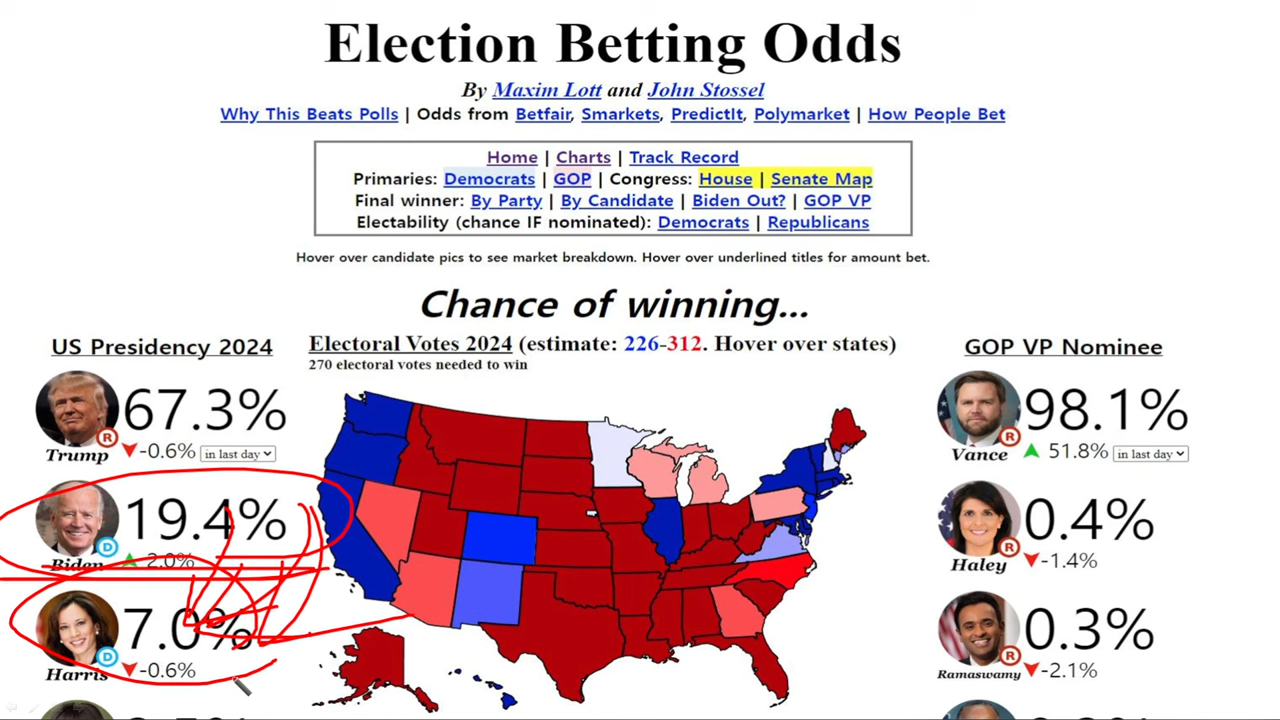 Election Betting Odds
By Maxim Lott and John Stossel
Why This Beats Polls | Odds from Betfair, Smarkets, PredictIt, Polymarket | How People Bet
Home | Charts | Track Record
Primaries: Democrats | GOP | Congress: House | Senate Map
Final winner: By Party | By Candidate | Biden Out? | GOP VP
Electability (chance IF nominated): Democrats | Republicans
Hover over candidate pics to see market breakdown. Hover over underlined titles for amount bet.
Chance of winning...
US Presidency 2024
67.3%
R
-0.6% in last day
Trump
19.4%
D
2.0%
Biden
7.0%
D
-0.6%
Harris
Electoral Votes 2024 (estimate: 226-312. Hover over states)
270 electoral votes needed to win
GOP VP Nominee
98.1%
R
51.8% in last day
Vance
0.4%
R
-1.4%
Haley
0.3%
R
-2.1%
Ramaswamy